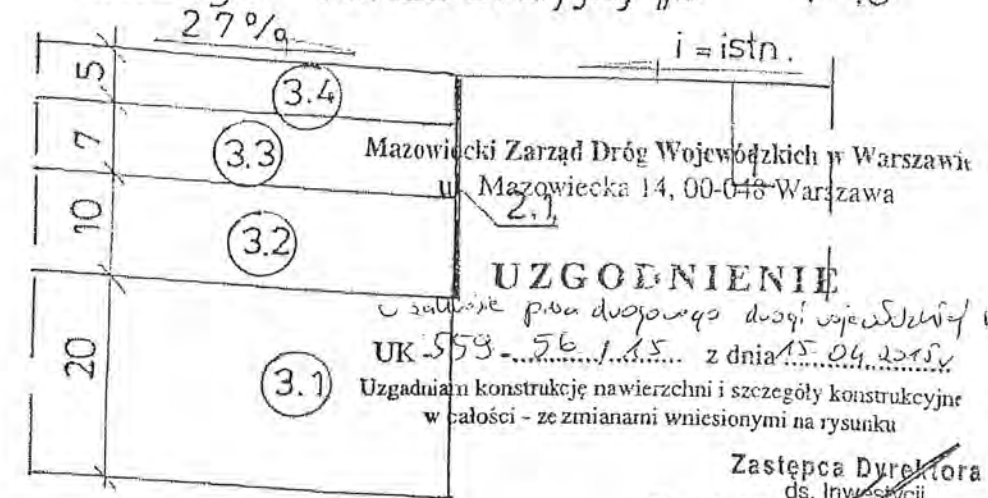 27%
i = istn.
5
3.4
7
3.3
Mazowiecki Zarząd Dróg Wojewódzkich w Warszawie
Mazowiecka 14, 00-048 Warszawa
2.1
10
3.2
UZGODNIENIE
drogi
UK-559-56/15 z dnia 15.04.2015r
20
3.1
Uzgadniam konstrukcję nawierzchni i szczegóły konstrukcyjne
w całości - ze zmianami wniesionymi na rysunku
Zastępca Dyrektora
ds. Inwestycji